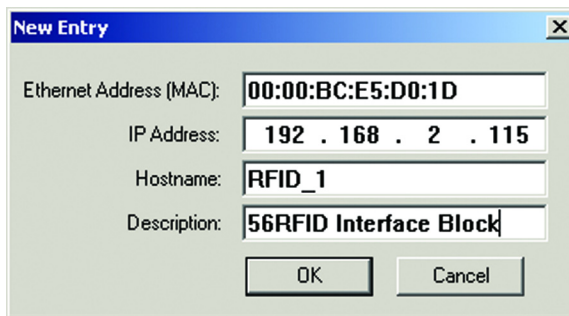 New Entry
Ethernet Address (MAC): 00:00:BC:E5:D0:1D
IP Address: 192 . 168 . 2 . 115
Hostname: RFID_1
Description: 56RFID Interface Block
OK Cancel